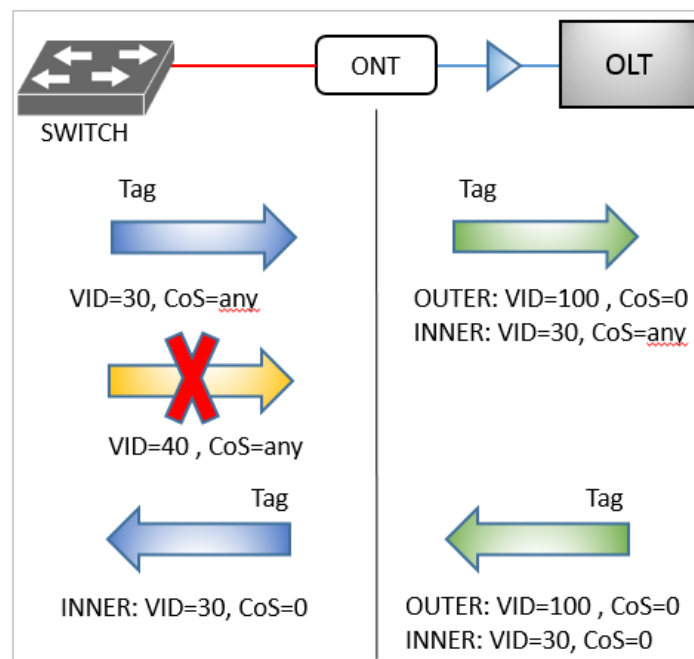 ONT
OLT
SWITCH
Tag
VID=30, CoS=any
VID=40 , CoS=any
Tag
INNER: VID=30, CoS=0
Tag
OUTER: VID=100 , CoS=0
INNER: VID=30, CoS=any
Tag
OUTER: VID=100 , CoS=0
INNER: VID=30, CoS=0